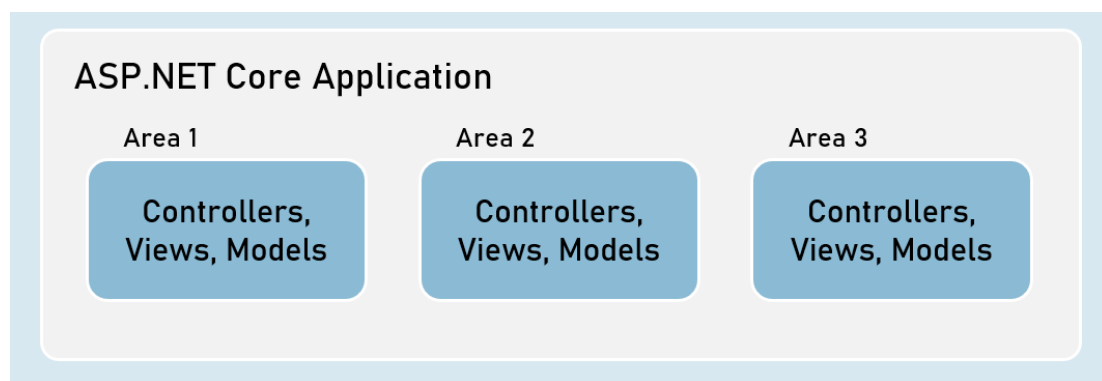 ASP.NET Core Application
Area 1
Area 2
Area 3
Controllers,
Views, Models
Controllers,
Views, Models
Controllers,
Views, Models